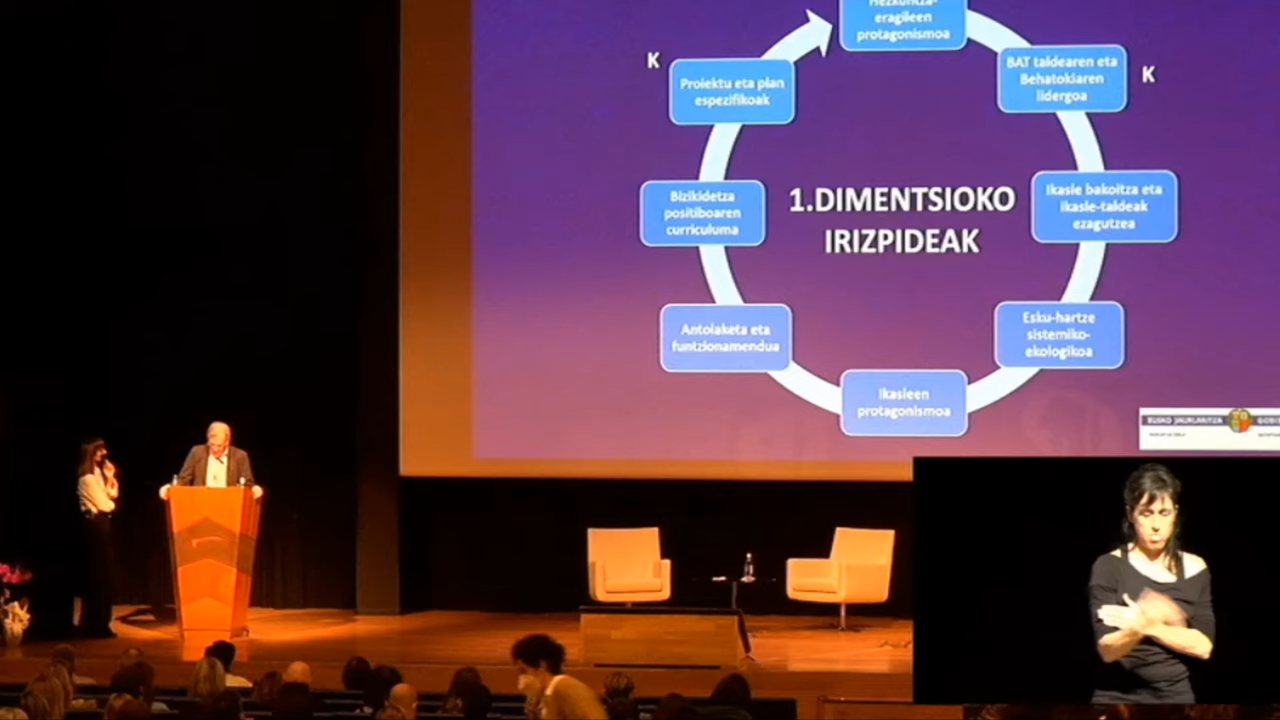 Hezkuntza-
eragileen
protagonismoa
K
Proiektu eta plan
espezifikoak
BAT taldearen eta
Behatokiaren
lidergoa
K
Bizikidetza
positiboaren
curriculuma
1.DIMENTSIOKO
IRIZPIDEAK
Ikasle bakoitza eta
ikasle-taldeak
ezagutzea
Antolaketa eta
funtzionamendua
Esku-hartze
sistemiko-
ekologikoa
Ikasleen
protagonismoa
EUSKO JAURLARITZA